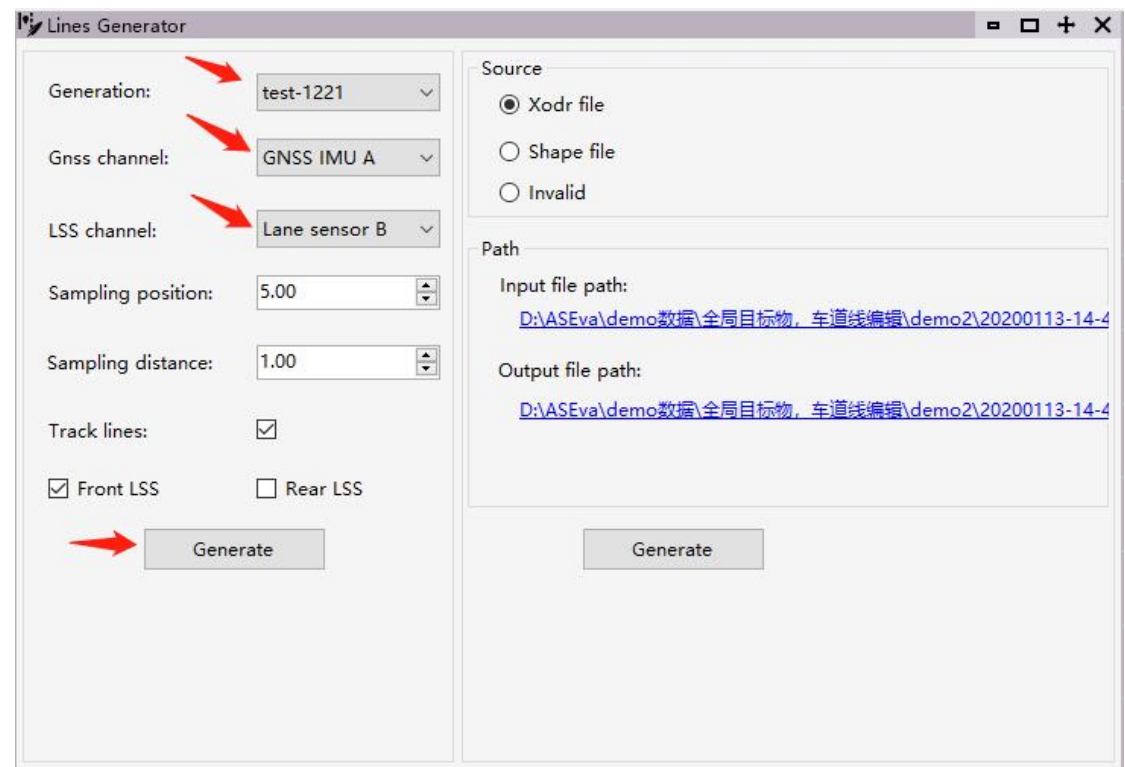 Lines Generator
Generation: test-1221
Gnss channel: GNSS IMU A
LSS channel: Lane sensor B
Sampling position: 5.00
Sampling distance: 1.00
Track lines:
Front LSS Rear LSS
Generate
Source
Xodr file
Shape file
Invalid
Path
Input file path:
D:\ASEva\demo数据\全局目标物，车道线编辑\demo2\20200113-14-4
Output file path:
D:\ASEva\demo数据\全局目标物，车道线编辑\demo2\20200113-14-4
Generate